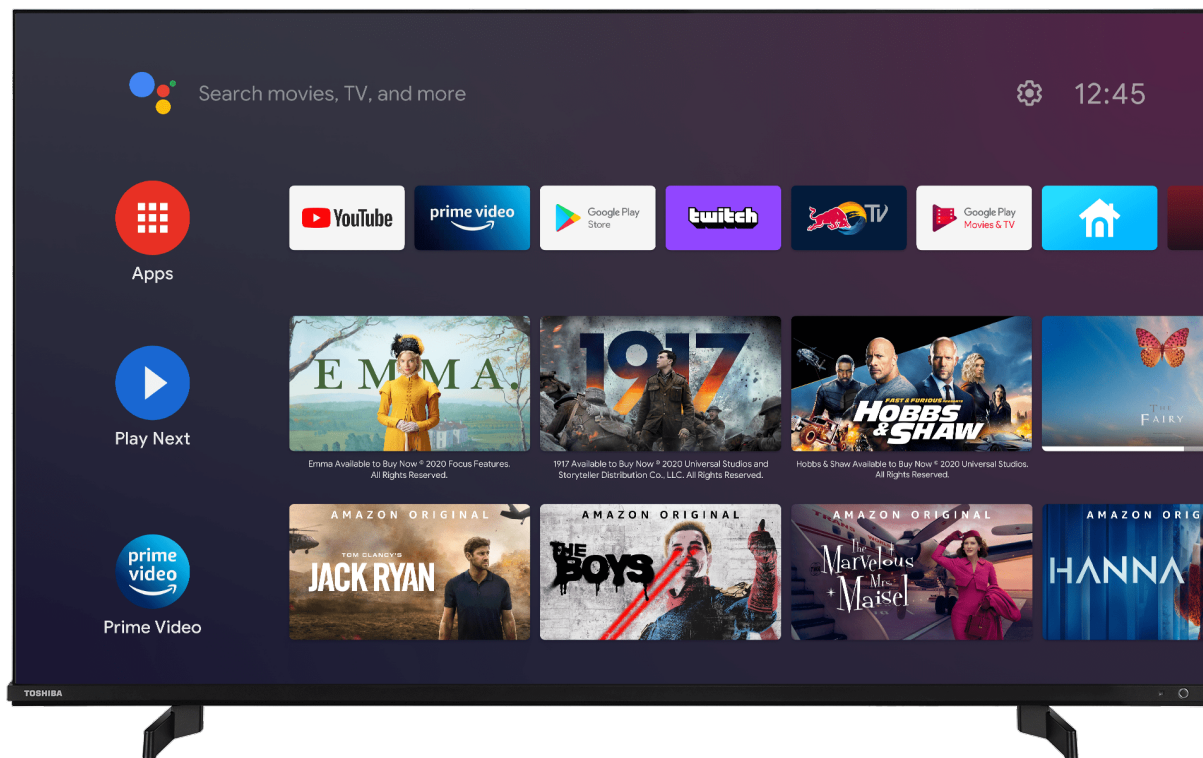 Search movies, TV, and more
12:45
Apps
YouTube
prime video
Google Play
Store
twitch
TV
Google Play
Movies & TV
Play Next
EMMA.
1917
FAST & FURIOUS PRESENTS
HOBBS
& SHAW
THE
FAIRY
Emma Available to Buy Now © 2020 Focus Features.
All Rights Reserved.
1917 Available to Buy Now © 2020 Universal Studios and
Storyteller Distribution Co., LLC. All Rights Reserved.
Hobbs & Shaw Available to Buy Now © 2020 Universal Studios.
All Rights Reserved.
prime
video
Prime Video
AMAZON ORIGINAL
TOM CLANCY'S
JACK RYAN
AMAZON ORIGINAL
THE
BOYS
AMAZON ORIGINAL
The
Marvelous
Mrs.
Maisel
AMAZON ORIG
HANNA
TOSHIBA